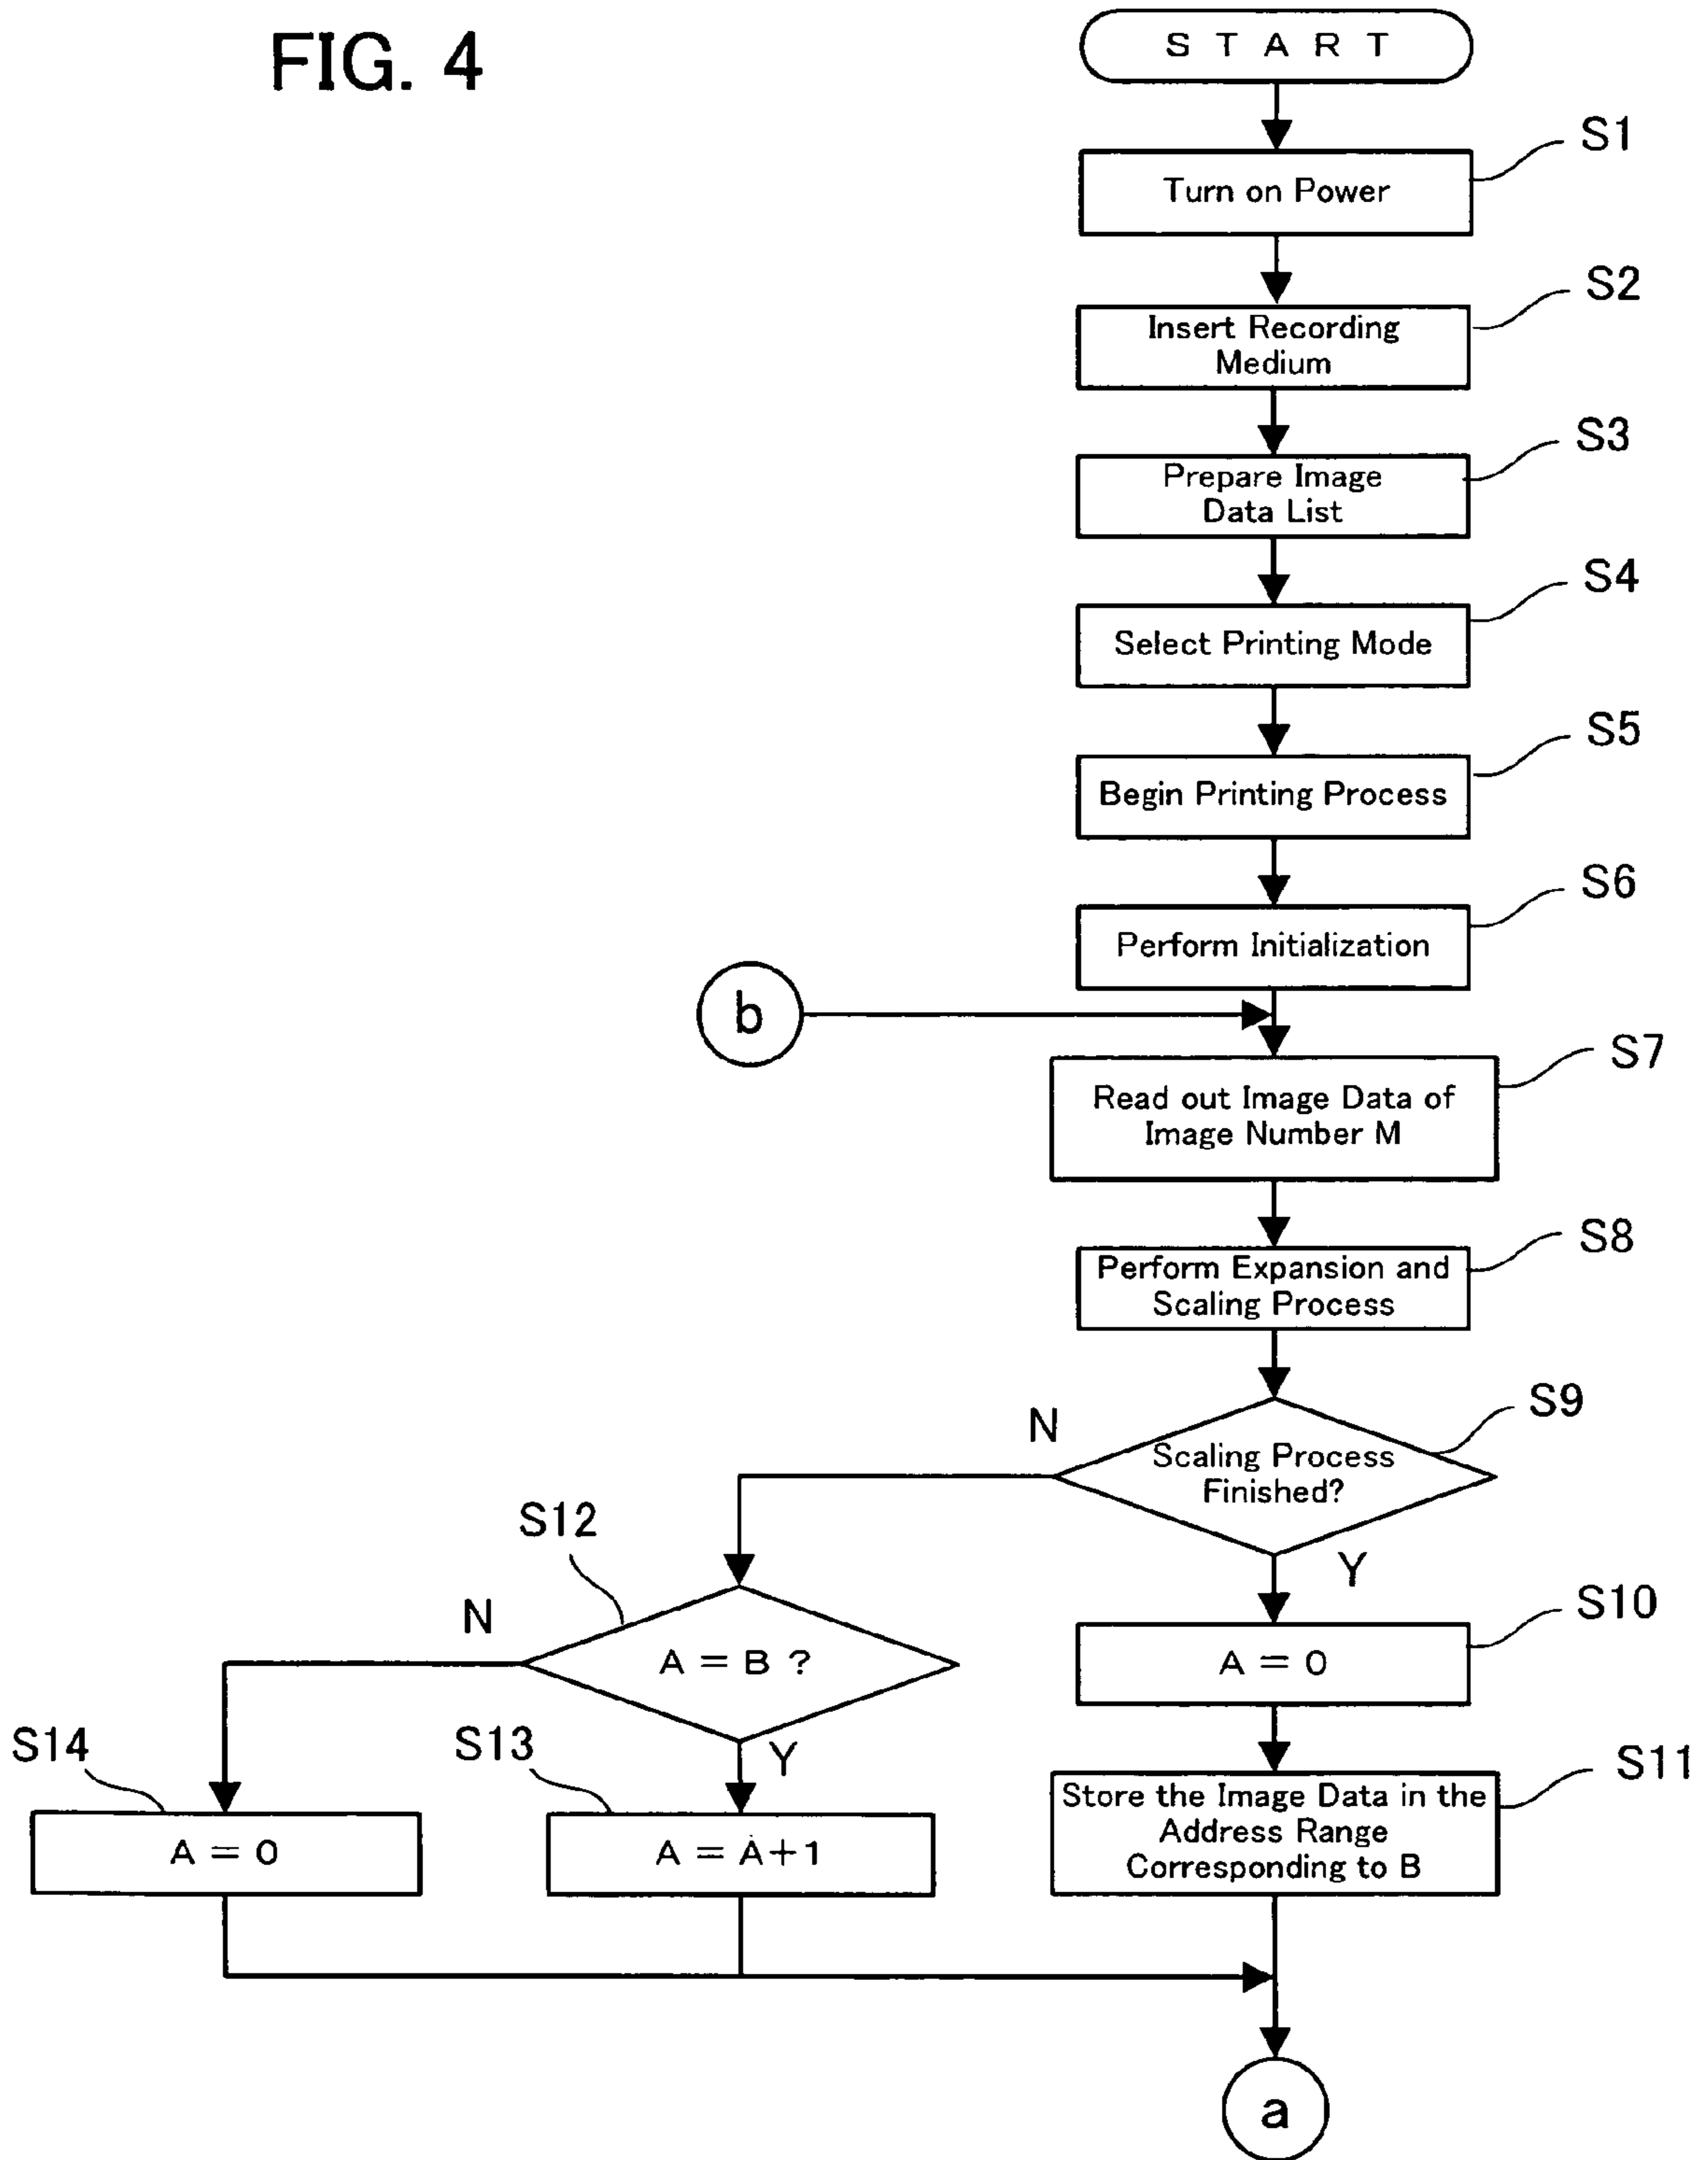 FIG. 4
START
S1
Turn on Power
S2
Insert Recording
Medium
S3
Prepare Image
Data List
S4
Select Printing Mode
S5
Begin Printing Process
S6
Perform Initialization
b
S7
Read out Image Data of
Image Number M
S8
Perform Expansion and
Scaling Process
S9
N
Scaling Process
Finished?
Y
S12
N
A = B ?
Y
S10
A = 0
S14
A = 0
S13
A = A+1
S11
Store the Image Data in the
Address Range
Corresponding to B
a